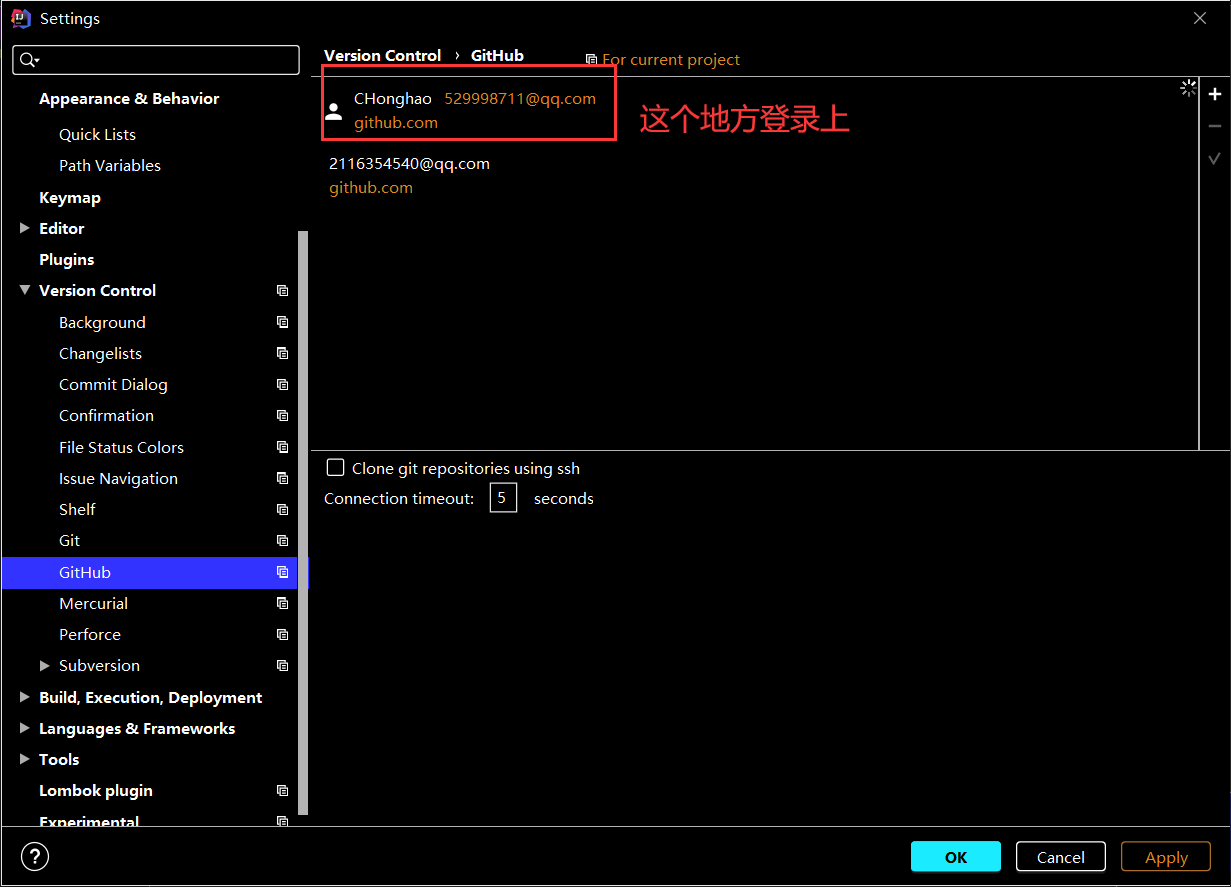 Settings
Version Control › GitHub For current project
Appearance & Behavior
Quick Lists
Path Variables
Keymap
Editor
Plugins
Version Control
Background
Changelists
Commit Dialog
Confirmation
File Status Colors
Issue Navigation
Shelf
Git
GitHub
Mercurial
Perforce
Subversion
Build, Execution, Deployment
Languages & Frameworks
Tools
Lombok plugin
Experimental
CHonghao 529998711@qq.com
github.com
这个地方登录上
2116354540@qq.com
github.com
Clone git repositories using ssh
Connection timeout: 5 seconds
?
OK
Cancel
Apply